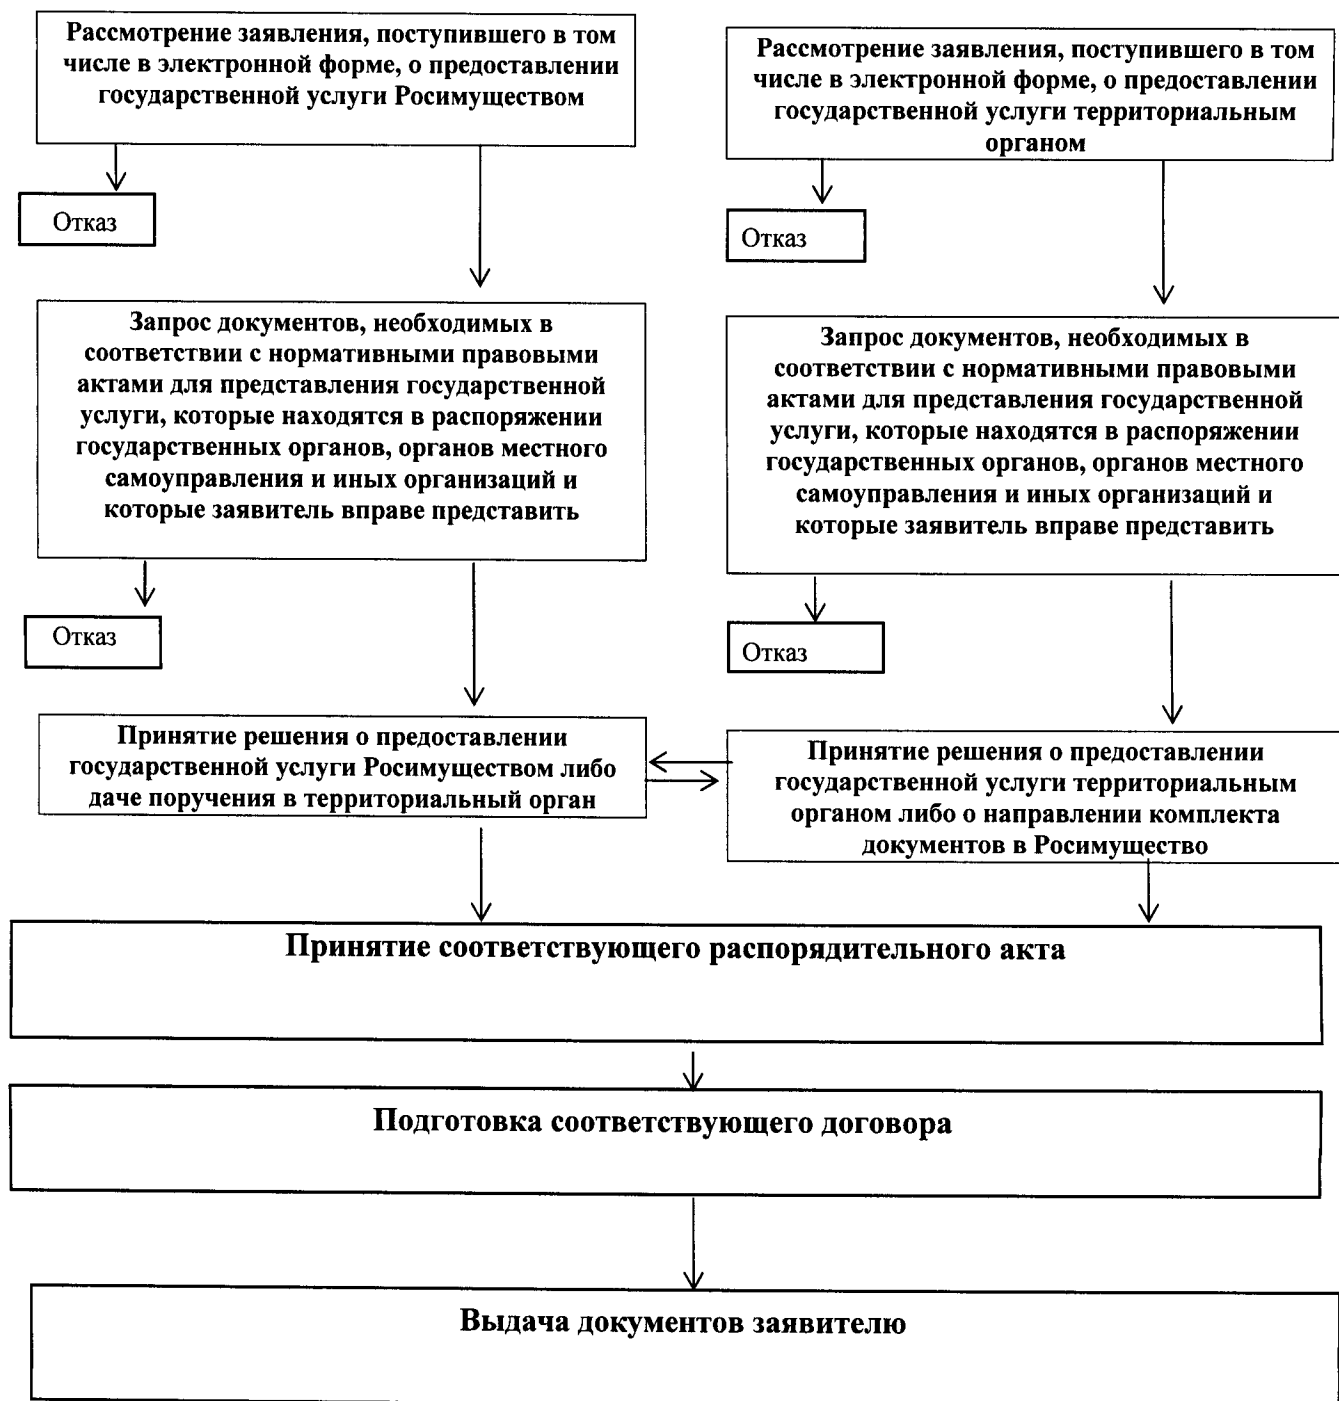 Рассмотрение заявления, поступившего в том
числе в электронной форме, о предоставлении
государственной услуги Росимуществом
Рассмотрение заявления, поступившего в том
числе в электронной форме, о предоставлении
государственной услуги территориальным
органом
Отказ
Отказ
Запрос документов, необходимых в
соответствии с нормативными правовыми
актами для представления государственной
услуги, которые находятся в распоряжении
государственных органов, органов местного
самоуправления и иных организаций и
которые заявитель вправе представить
Запрос документов, необходимых в
соответствии с нормативными правовыми
актами для представления государственной
услуги, которые находятся в распоряжении
государственных органов, органов местного
самоуправления и иных организаций и
которые заявитель вправе представить
Отказ
Отказ
Принятие решения о предоставлении
государственной услуги Росимуществом либо
даче поручения в территориальный орган
Принятие решения о предоставлении
государственной услуги территориальным
органом либо о направлении комплекта
документов в Росимущество
Принятие соответствующего распорядительного акта
Подготовка соответствующего договора
Выдача документов заявителю